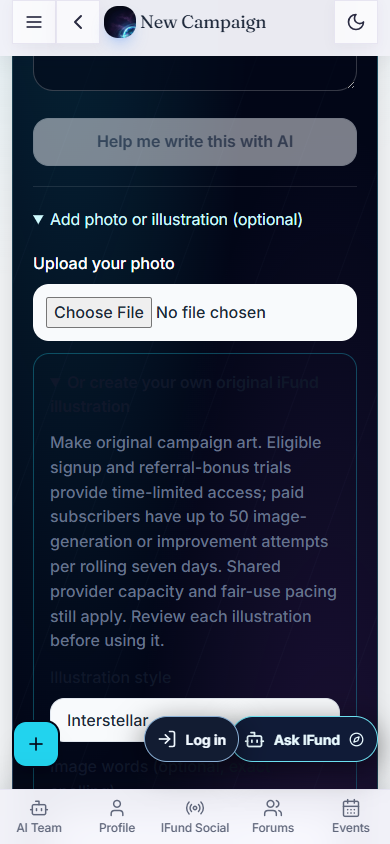 New Campaign
Help me write this with AI
▼ Add photo or illustration (optional)
Upload your photo
Choose File No file chosen
▼ Or create your own original IFund
illustration
Make original campaign art. Eligible
signup and referral-bonus trials
provide time-limited access; paid
subscribers have up to 50 image-
generation or improvement attempts
per rolling seven days. Shared
provider capacity and fair-use pacing
still apply. Review each illustration
before using it.
Illustration style
Interstellar
Log in
Ask IFund
Image words (optional,
AI Team
Profile
IFund Social
Forums
Events